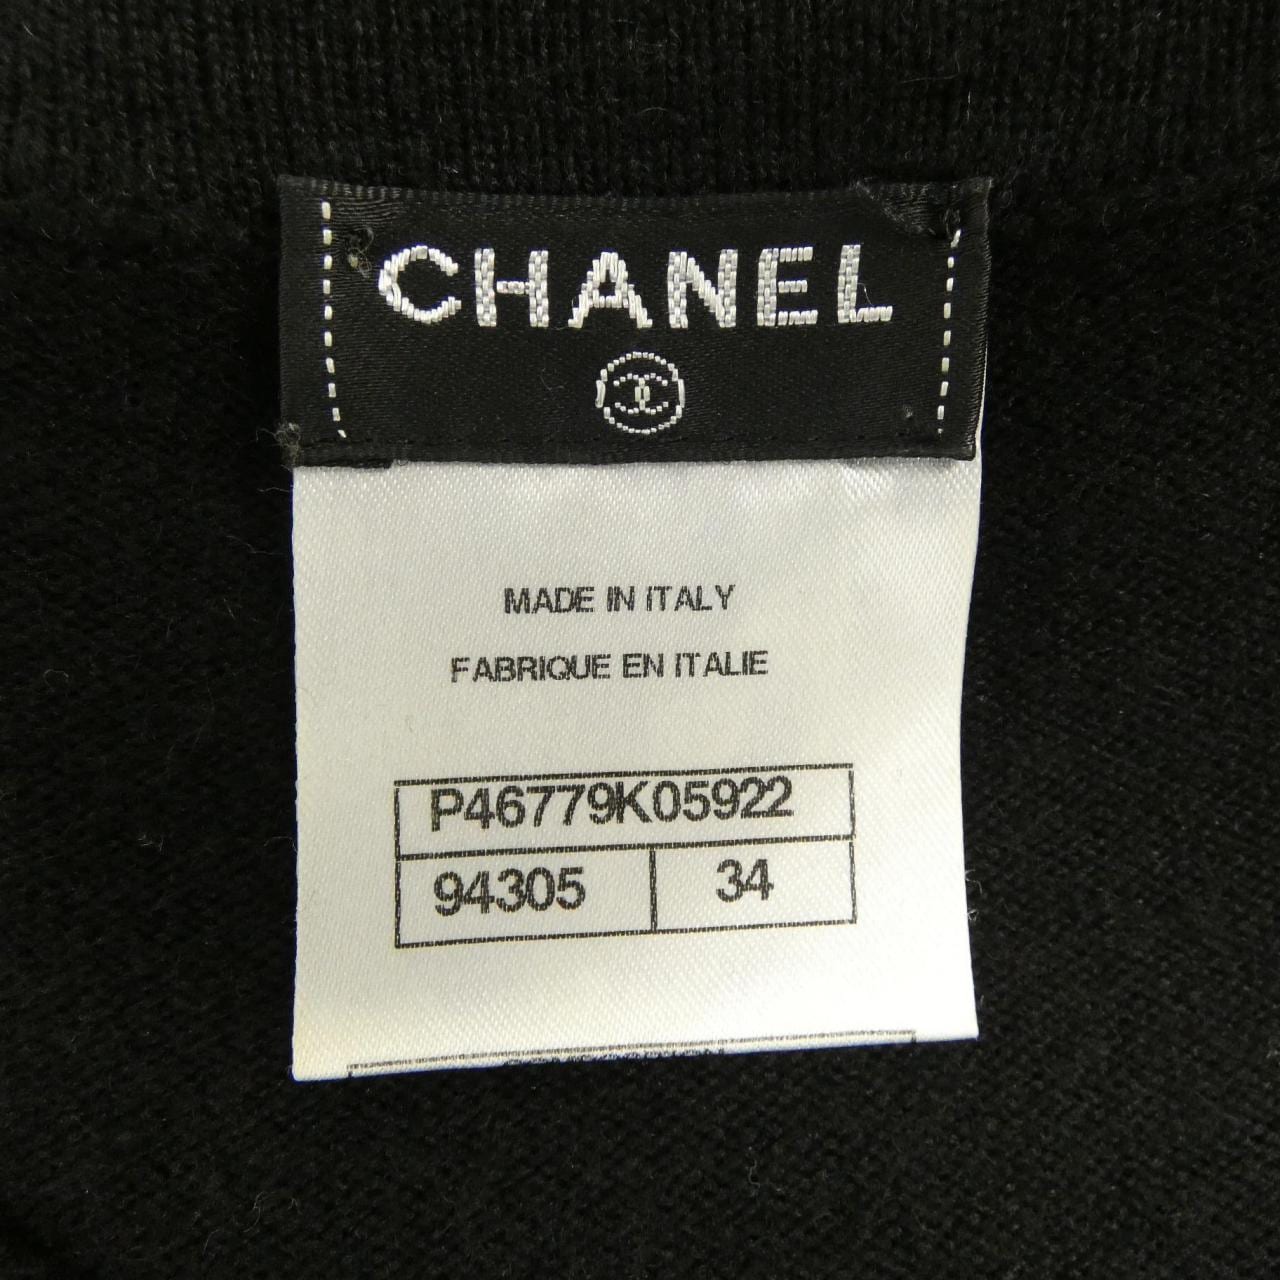 CHANEL
MADE IN ITALY
FABRIQUE EN ITALIE
P46779K05922
94305 34